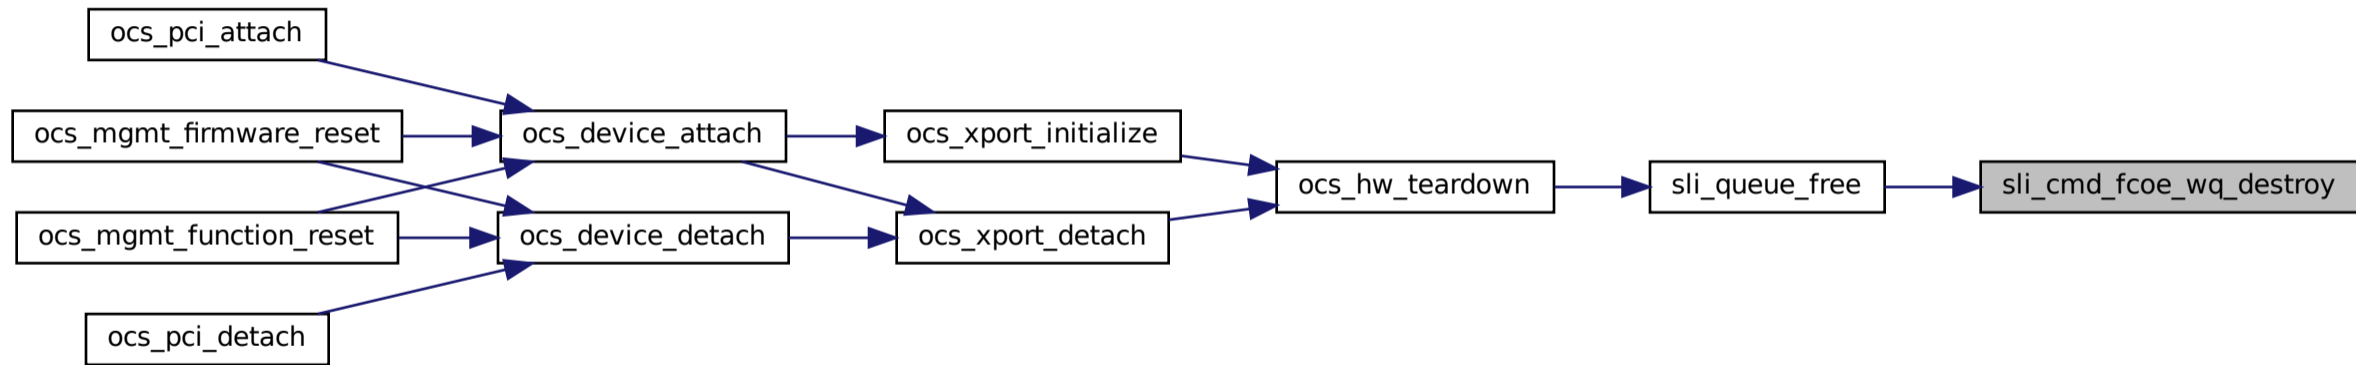 ocs_pci_attach
ocs_mgmt_firmware_reset
ocs_device_attach
ocs_xport_initialize
ocs_hw_teardown
sli_queue_free
sli_cmd_fcoe_wq_destroy
ocs_mgmt_function_reset
ocs_device_detach
ocs_xport_detach
ocs_pci_detach